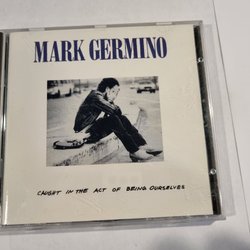 MARK GERMINO
CAUGHT IN THE ACT OF BEING OURSELVES